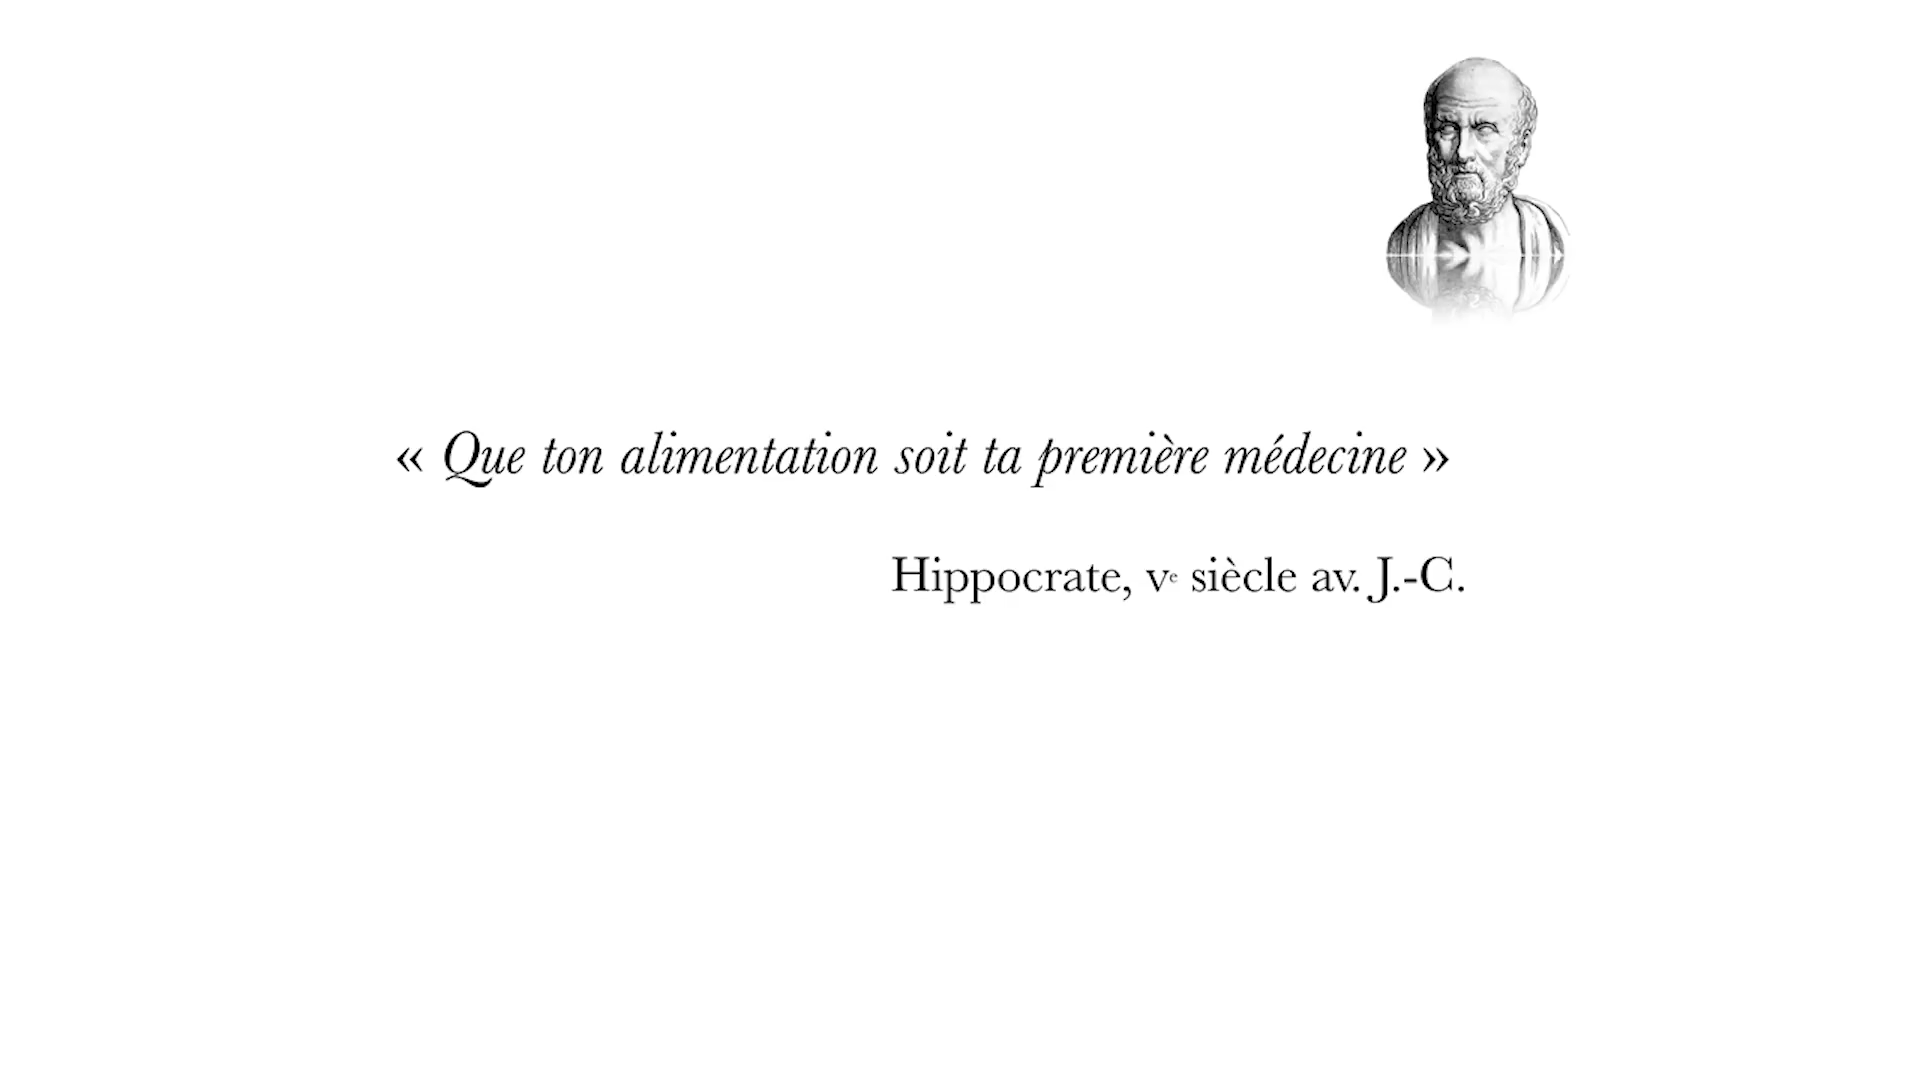 « Que ton alimentation soit ta première médecine »
Hippocrate, vᵉ siècle av. J.-C.